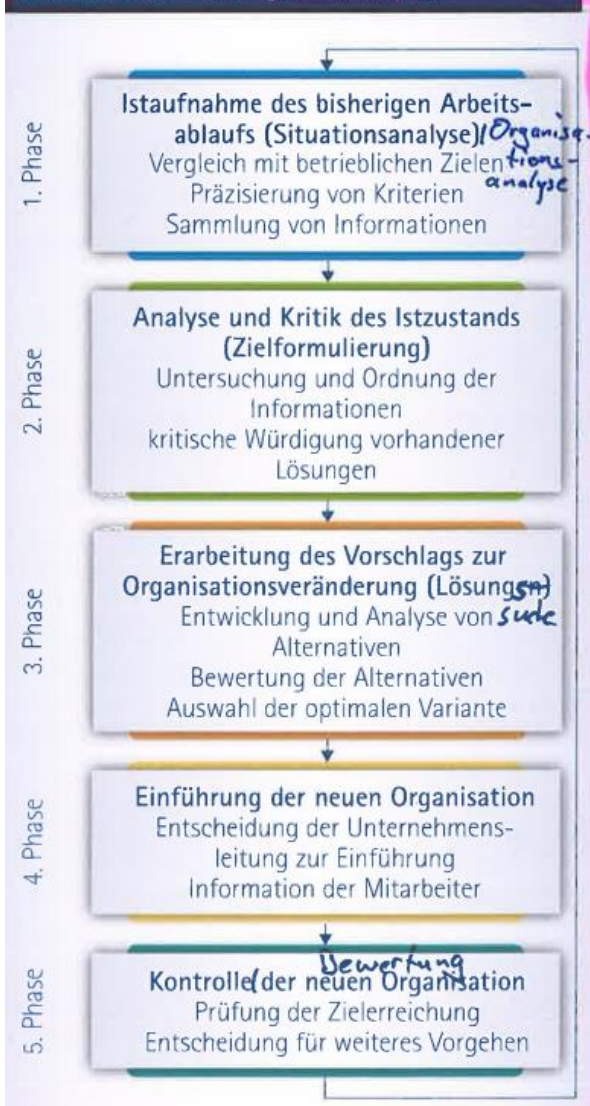 1. Phase
Istaufnahme des bisherigen Arbeits-
ablaufs (Situationsanalyse)/Organisa-
Vergleich mit betrieblichen Zielen tions-
Präzisierung von Kriterien analyse
Sammlung von Informationen
2. Phase
Analyse und Kritik des Istzustands
(Zielformulierung)
Untersuchung und Ordnung der
Informationen
kritische Würdigung vorhandener
Lösungen
3. Phase
Erarbeitung des Vorschlags zur
Organisationsveränderung (Lösungs
Entwicklung und Analyse von suche
Alternativen
Bewertung der Alternativen
Auswahl der optimalen Variante
4. Phase
Einführung der neuen Organisation
Entscheidung der Unternehmens-
leitung zur Einführung
Information der Mitarbeiter
5. Phase
Bewertung
Kontrolle/der neuen Organisation
Prüfung der Zielerreichung
Entscheidung für weiteres Vorgehen